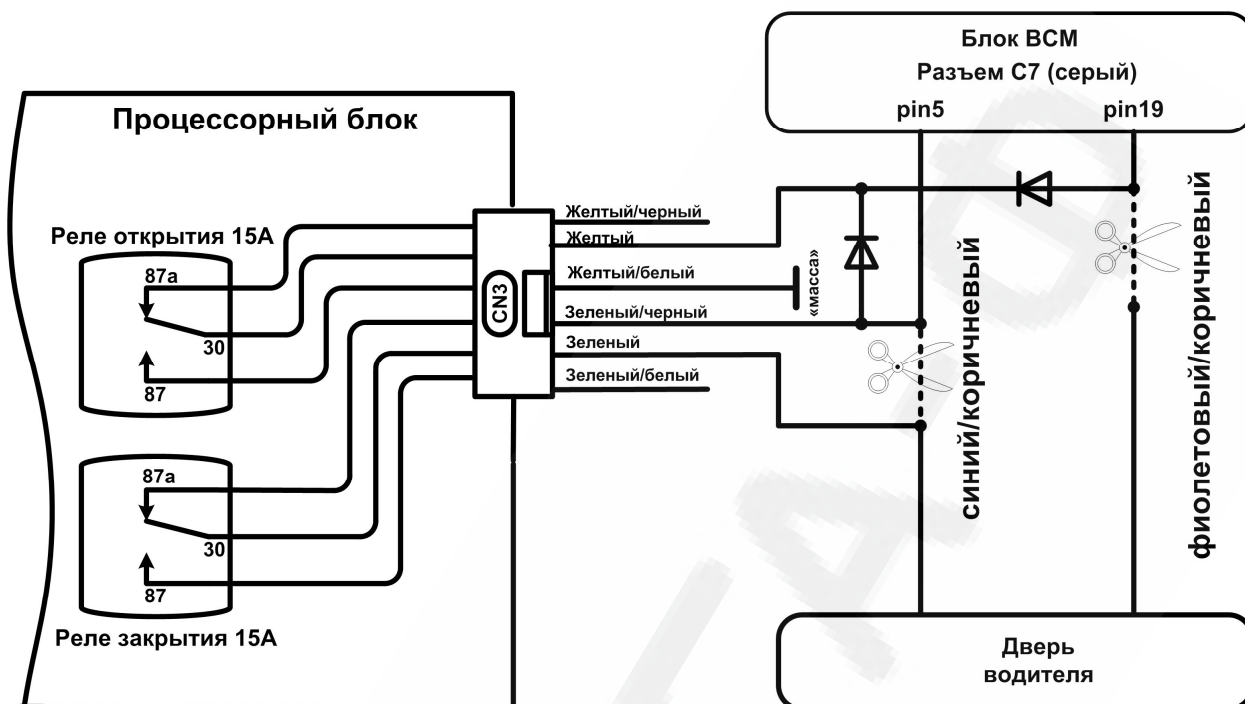 Блок BCM
Разъем C7 (серый)
pin5
pin19
Процессорный блок
Реле открытия 15А
87a
30
87
87a
30
87
Реле закрытия 15А
CN3
Желтый/черный
Желтый
Желтый/белый
Зеленый/черный
Зеленый
Зеленый/белый
«масса»
синий/коричневый
фиолетовый/коричневый
Дверь
водителя